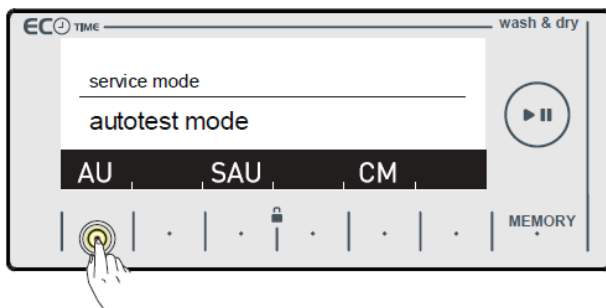 ECO TIME
wash & dry
service mode
autotest mode
AU SAU CM
MEMORY